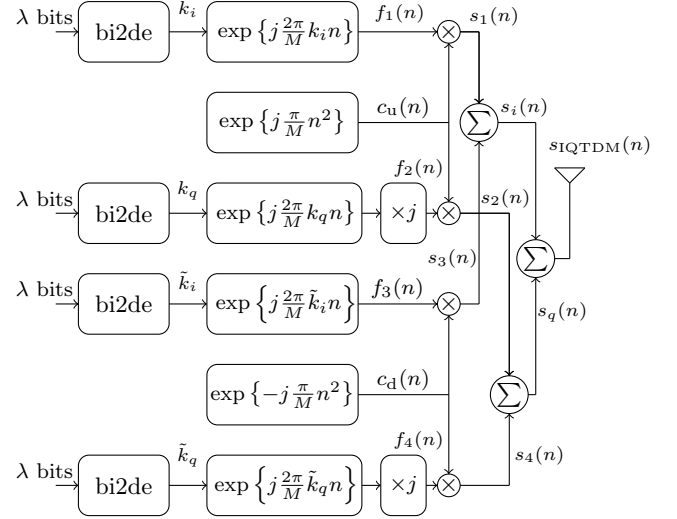 λ bits bi2de k_i exp {j 2π/M k_i n} f_1(n) × s_1(n)
exp {j π/M n^2} c_u(n) ∑ s_i(n)
s_IQTDM(n)
λ bits bi2de k_q exp {j 2π/M k_q n} ×j f_2(n) × s_2(n)
s_3(n) ∑
λ bits bi2de k̃_i exp {j 2π/M k̃_i n} f_3(n) ×
s_q(n)
exp {−j π/M n^2} c_d(n) ∑
λ bits bi2de k̃_q exp {j 2π/M k̃_q n} ×j f_4(n) × s_4(n)